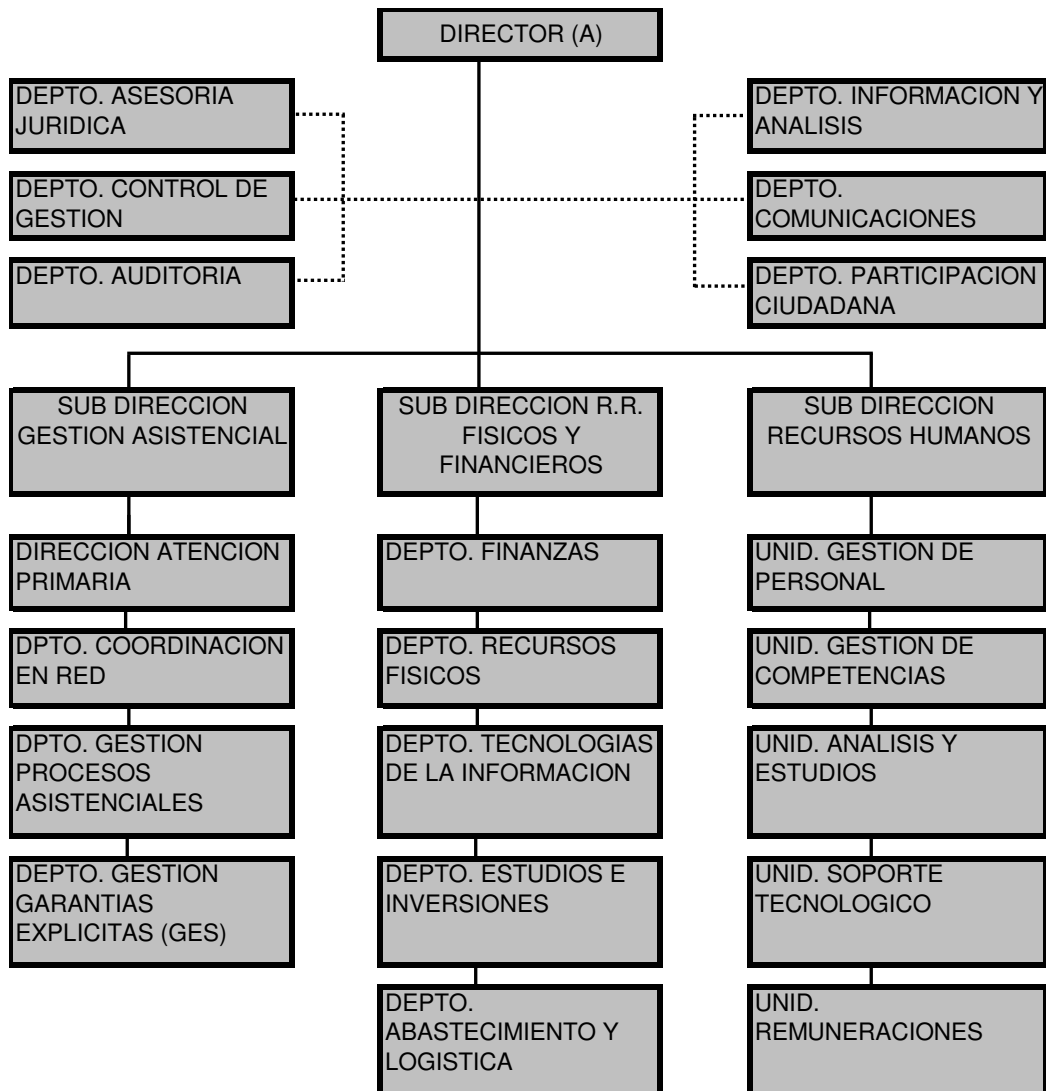 DIRECTOR (A)
DEPTO. ASESORIA
JURIDICA
DEPTO. INFORMACION Y
ANALISIS
DEPTO. CONTROL DE
GESTION
DEPTO.
COMUNICACIONES
DEPTO. AUDITORIA
DEPTO. PARTICIPACION
CIUDADANA
SUB DIRECCION
GESTION ASISTENCIAL
SUB DIRECCION R.R.
FISICOS Y
FINANCIEROS
SUB DIRECCION
RECURSOS HUMANOS
DIRECCION ATENCION
PRIMARIA
DEPTO. FINANZAS
UNID. GESTION DE
PERSONAL
DPTO. COORDINACION
EN RED
DEPTO. RECURSOS
FISICOS
UNID. GESTION DE
COMPETENCIAS
DPTO. GESTION
PROCESOS
ASISTENCIALES
DEPTO. TECNOLOGIAS
DE LA INFORMACION
UNID. ANALISIS Y
ESTUDIOS
DEPTO. GESTION
GARANTIAS
EXPLICITAS (GES)
DEPTO. ESTUDIOS E
INVERSIONES
UNID. SOPORTE
TECNOLOGICO
DEPTO.
ABASTECIMIENTO Y
LOGISTICA
UNID.
REMUNERACIONES